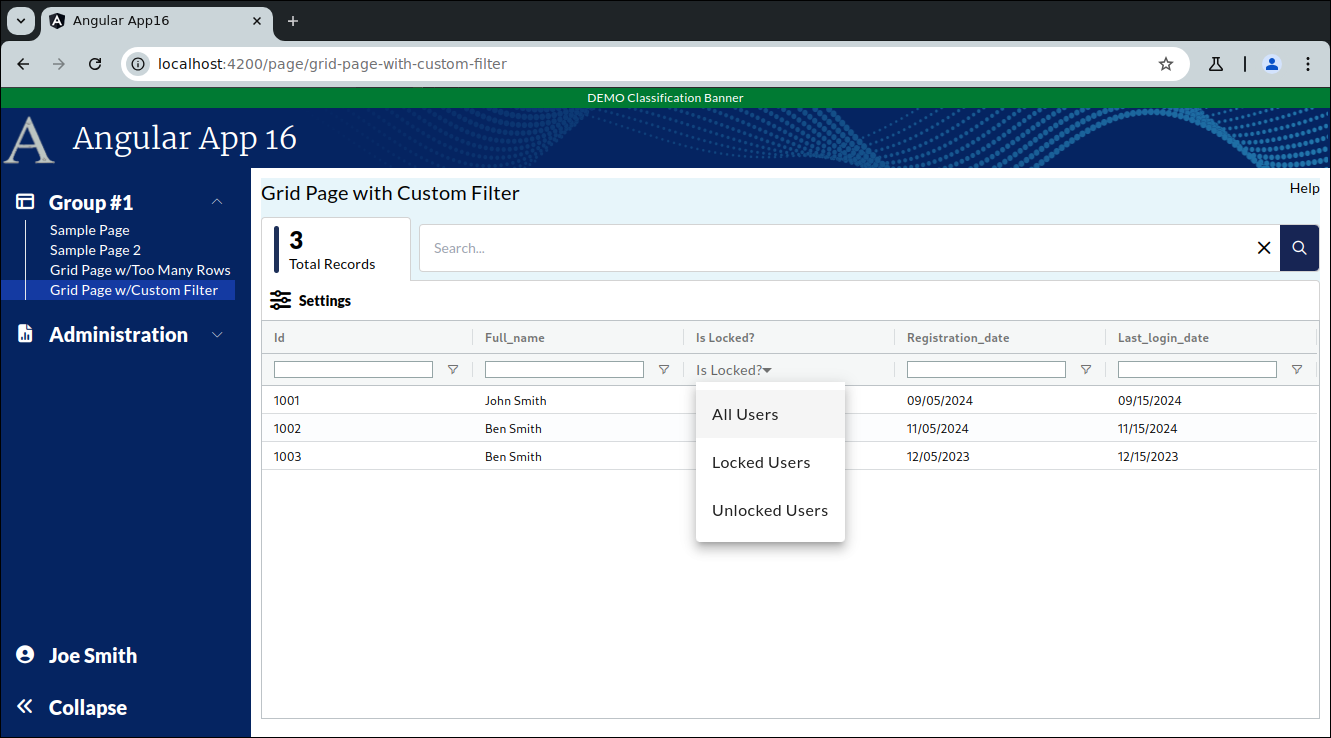 Angular App16
localhost:4200/page/grid-page-with-custom-filter
DEMO Classification Banner
A Angular App 16
Group #1
Sample Page
Sample Page 2
Grid Page w/Too Many Rows
Grid Page w/Custom Filter
Administration
Joe Smith
Collapse
Grid Page with Custom Filter
Help
3
Total Records
Search...
Settings
Id Full_name Is Locked? Registration_date Last_login_date
Is Locked?
1001 John Smith 09/05/2024 09/15/2024
1002 Ben Smith 11/05/2024 11/15/2024
1003 Ben Smith 12/05/2023 12/15/2023
All Users
Locked Users
Unlocked Users